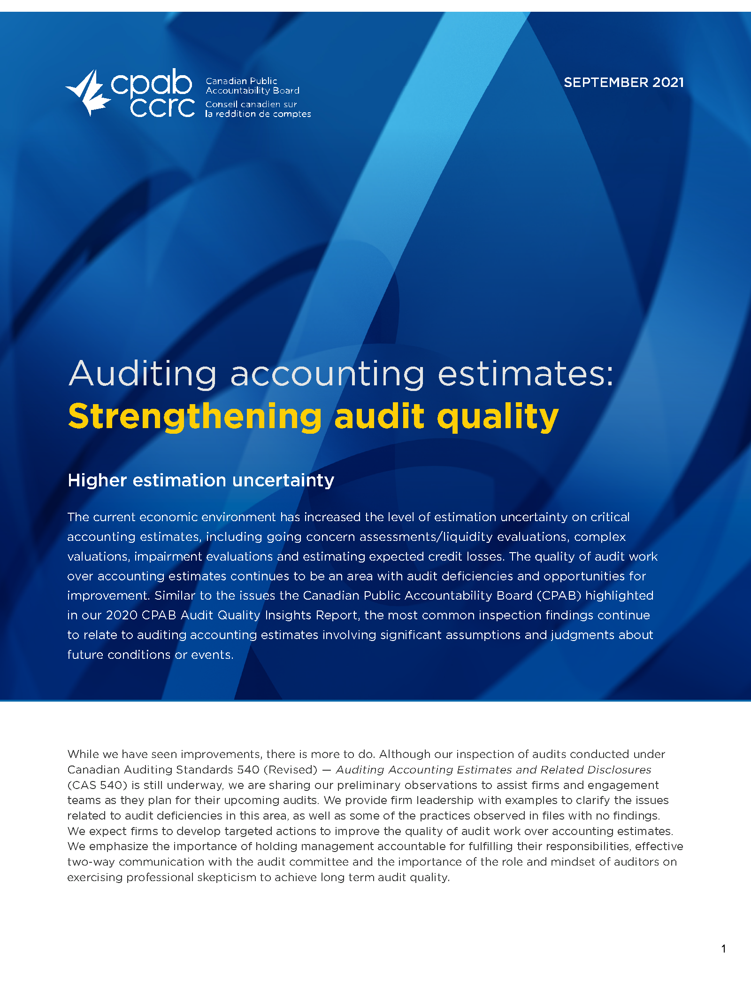 cpab
ccrc
Canadian Public
Accountability Board
Conseil canadien sur
la reddition de comptes
SEPTEMBER 2021
Auditing accounting estimates:
Strengthening audit quality
Higher estimation uncertainty
The current economic environment has increased the level of estimation uncertainty on critical
accounting estimates, including going concern assessments/liquidity evaluations, complex
valuations, impairment evaluations and estimating expected credit losses. The quality of audit work
over accounting estimates continues to be an area with audit deficiencies and opportunities for
improvement. Similar to the issues the Canadian Public Accountability Board (CPAB) highlighted
in our 2020 CPAB Audit Quality Insights Report, the most common inspection findings continue
to relate to auditing accounting estimates involving significant assumptions and judgments about
future conditions or events.
While we have seen improvements, there is more to do. Although our inspection of audits conducted under
Canadian Auditing Standards 540 (Revised) — Auditing Accounting Estimates and Related Disclosures
(CAS 540) is still underway, we are sharing our preliminary observations to assist firms and engagement
teams as they plan for their upcoming audits. We provide firm leadership with examples to clarify the issues
related to audit deficiencies in this area, as well as some of the practices observed in files with no findings.
We expect firms to develop targeted actions to improve the quality of audit work over accounting estimates.
We emphasize the importance of holding management accountable for fulfilling their responsibilities, effective
two-way communication with the audit committee and the importance of the role and mindset of auditors on
exercising professional skepticism to achieve long term audit quality.
1